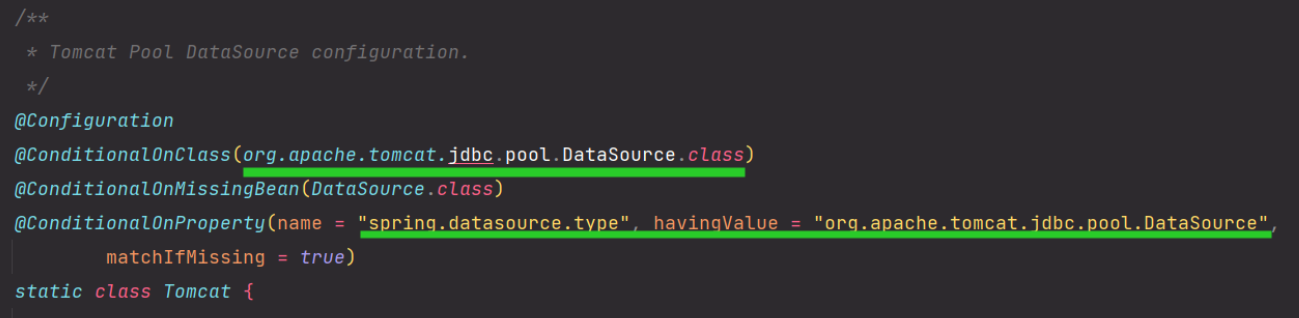 /**
* Tomcat Pool DataSource configuration.
*/
@Configuration
@ConditionalOnClass(org.apache.tomcat.jdbc.pool.DataSource.class)
@ConditionalOnMissingBean(DataSource.class)
@ConditionalOnProperty(name = "spring.datasource.type", havingValue = "org.apache.tomcat.jdbc.pool.DataSource",
matchIfMissing = true)
static class Tomcat {